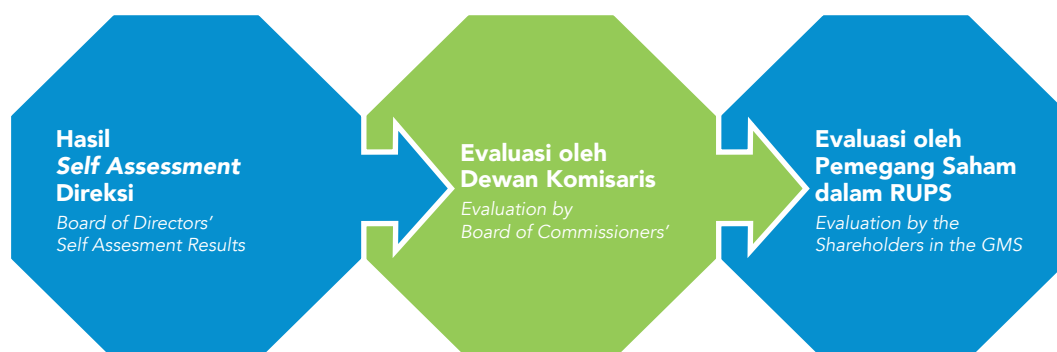 Hasil
Self Assessment
Direksi
Board of Directors'
Self Assesment Results
Evaluasi oleh
Dewan Komisaris
Evaluation by
Board of Commissioners'
Evaluasi oleh
Pemegang Saham
dalam RUPS
Evaluation by the
Shareholders in the GMS